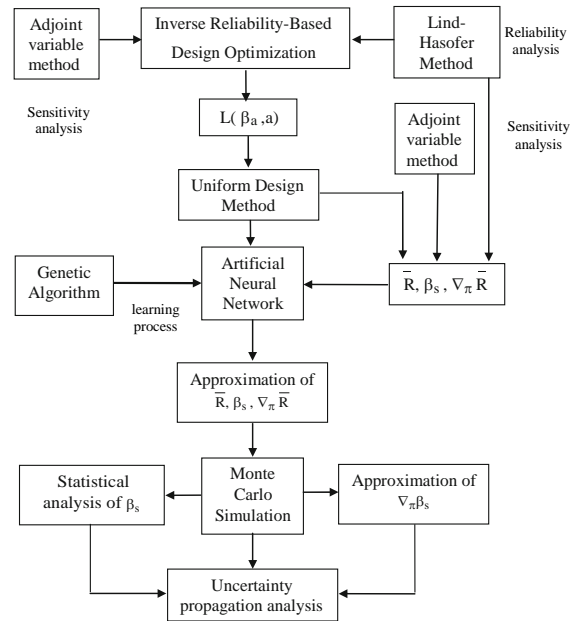 Adjoint
variable
method
Inverse Reliability-Based
Design Optimization
Lind-
Hasofer
Method
Reliability
analysis
Sensitivity
analysis
L( βa ,a)
Adjoint
variable
method
Sensitivity
analysis
Uniform Design
Method
Genetic
Algorithm
learning
process
Artificial
Neural
Network
R̅, βs , ∇π R̅
Approximation of
R̅, βs , ∇π R̅
Statistical
analysis of βs
Monte
Carlo
Simulation
Approximation of
∇πβs
Uncertainty
propagation analysis